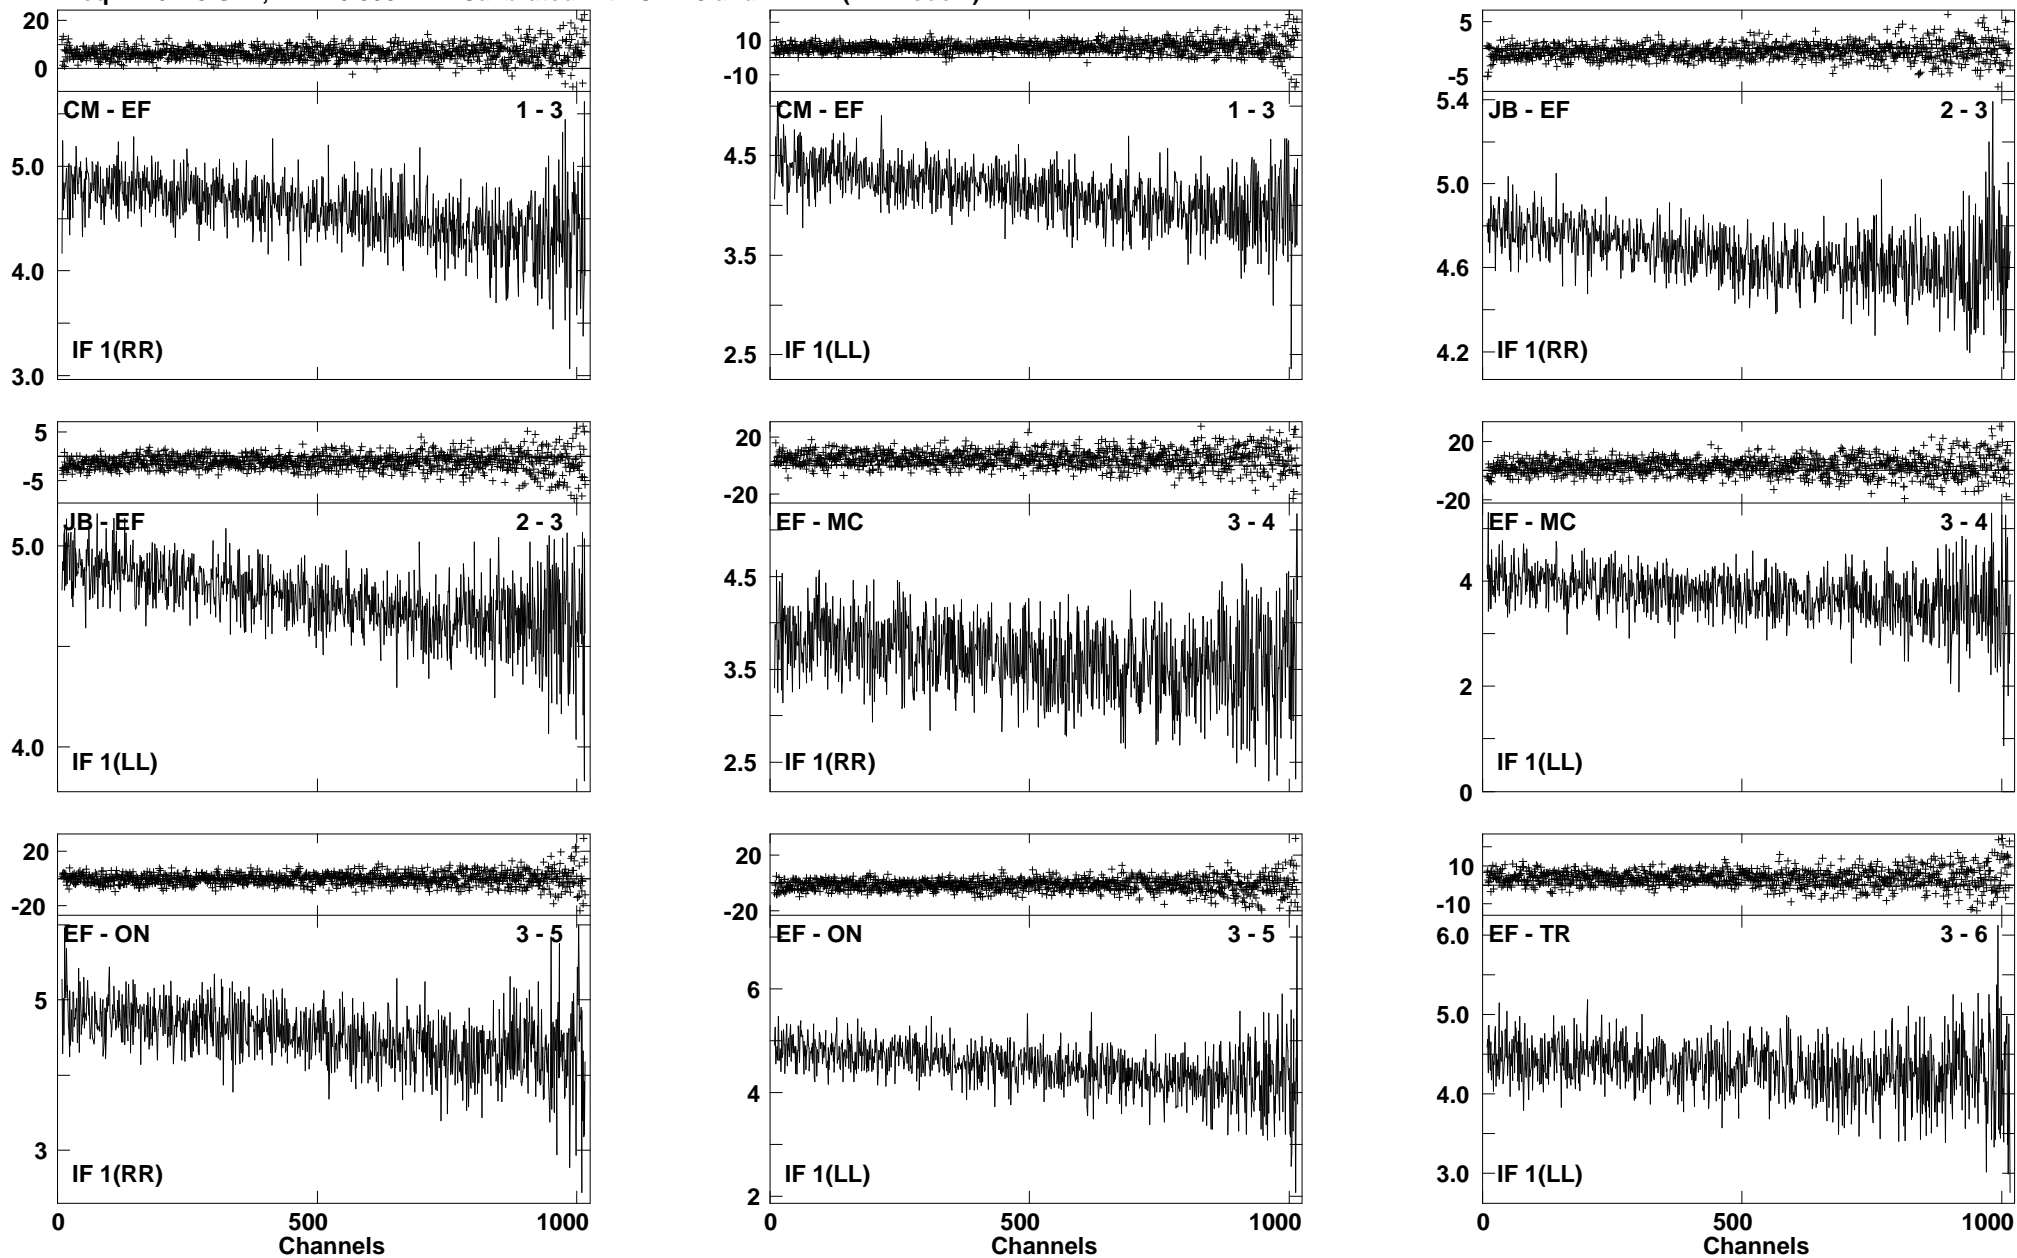 20
0
CM - EF 1 - 3
5.0
4.0
3.0
IF 1(RR)
10
-10
CM - EF 1 - 3
4.5
3.5
2.5
IF 1(LL)
5
-5
5.4
JB - EF 2 - 3
5.0
4.6
4.2
IF 1(RR)
5
-5
JB - EF 2 - 3
5.0
4.0
IF 1(LL)
20
-20
EF - MC 3 - 4
4.5
3.5
2.5
IF 1(RR)
20
-20
EF - MC 3 - 4
4
2
0
IF 1(LL)
20
-20
EF - ON 3 - 5
5
3
IF 1(RR)
0 500 1000
Channels
20
-20
EF - ON 3 - 5
6
4
2
IF 1(LL)
0 500 1000
Channels
10
-10
6.0
EF - TR 3 - 6
5.0
4.0
3.0
IF 1(LL)
0 500 1000
Channels